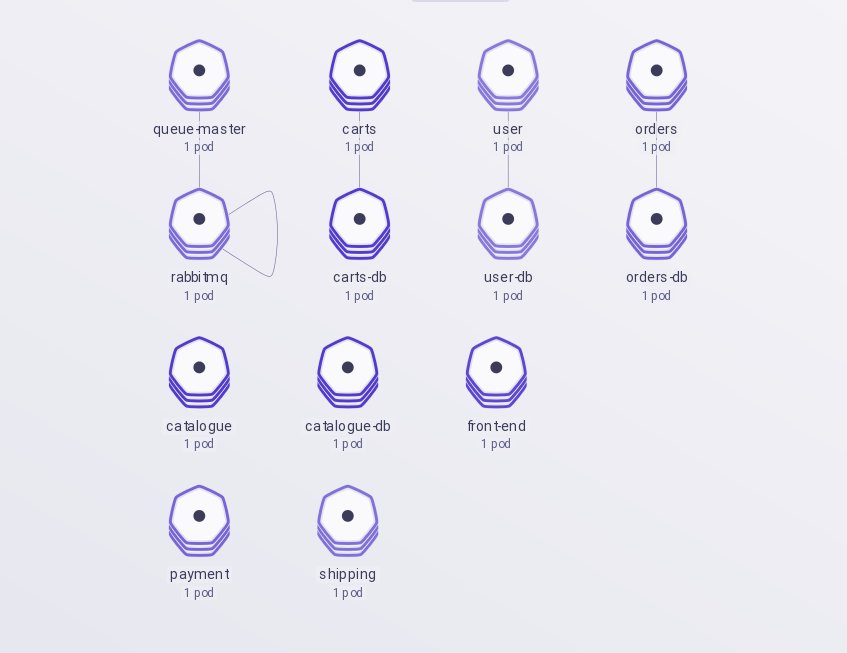 queue-master
1 pod
carts
1 pod
user
1 pod
orders
1 pod
rabbitmq
1 pod
carts-db
1 pod
user-db
1 pod
orders-db
1 pod
catalogue
1 pod
catalogue-db
1 pod
front-end
1 pod
payment
1 pod
shipping
1 pod